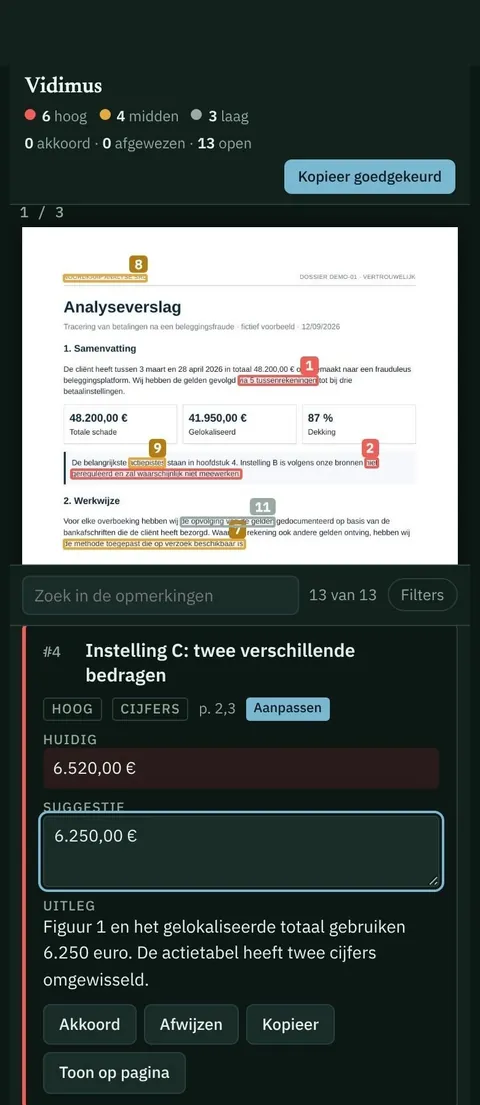 Vidimus
6 hoog 4 midden 3 laag
0 akkoord · 0 afgewezen · 13 open
Kopieer goedgekeurd
1 / 3
8
DOSSIER DEMO-01 · VERTROUWELIJK
Analyseverslag
Tracering van betalingen na een beleggingsfraude · fictief voorbeeld · 12/09/2026
1. Samenvatting
1
De cliënt heeft tussen 3 maart en 28 april 2026 in totaal 48.200,00 € maakt naar een frauduleus
beleggingsplatform. Wij hebben de gelden gevolgd via 5 tussenrekeningen tot bij drie
betaalinstellingen.
48.200,00 € 41.950,00 € 87 %
Totale schade Gelokaliseerd Dekking
9 2
De belangrijkste actiepistes staan in hoofdstuk 4. Instelling B is volgens onze bronnen niet
gereguleerd en zal waarschijnlijk niet meewerken.
2. Werkwijze
11
Voor elke overboeking hebben wij de opvolging van de gelden gedocumenteerd op basis van de
7
bankafschriften die de cliënt heeft bezorgd. rekening ook andere gelden ontving, hebben wij
de methode toegepast die op verzoek beschikbaar is.
Zoek in de opmerkingen 13 van 13 Filters
#4 Instelling C: twee verschillende
bedragen
HOOG CIJFERS p. 2,3 Aanpassen
HUIDIG
6.520,00 €
SUGGESTIE
6.250,00 €
UITLEG
Figuur 1 en het gelokaliseerde totaal gebruiken
6.250 euro. De actietabel heeft twee cijfers
omgewisseld.
Akkoord Afwijzen Kopieer
Toon op pagina